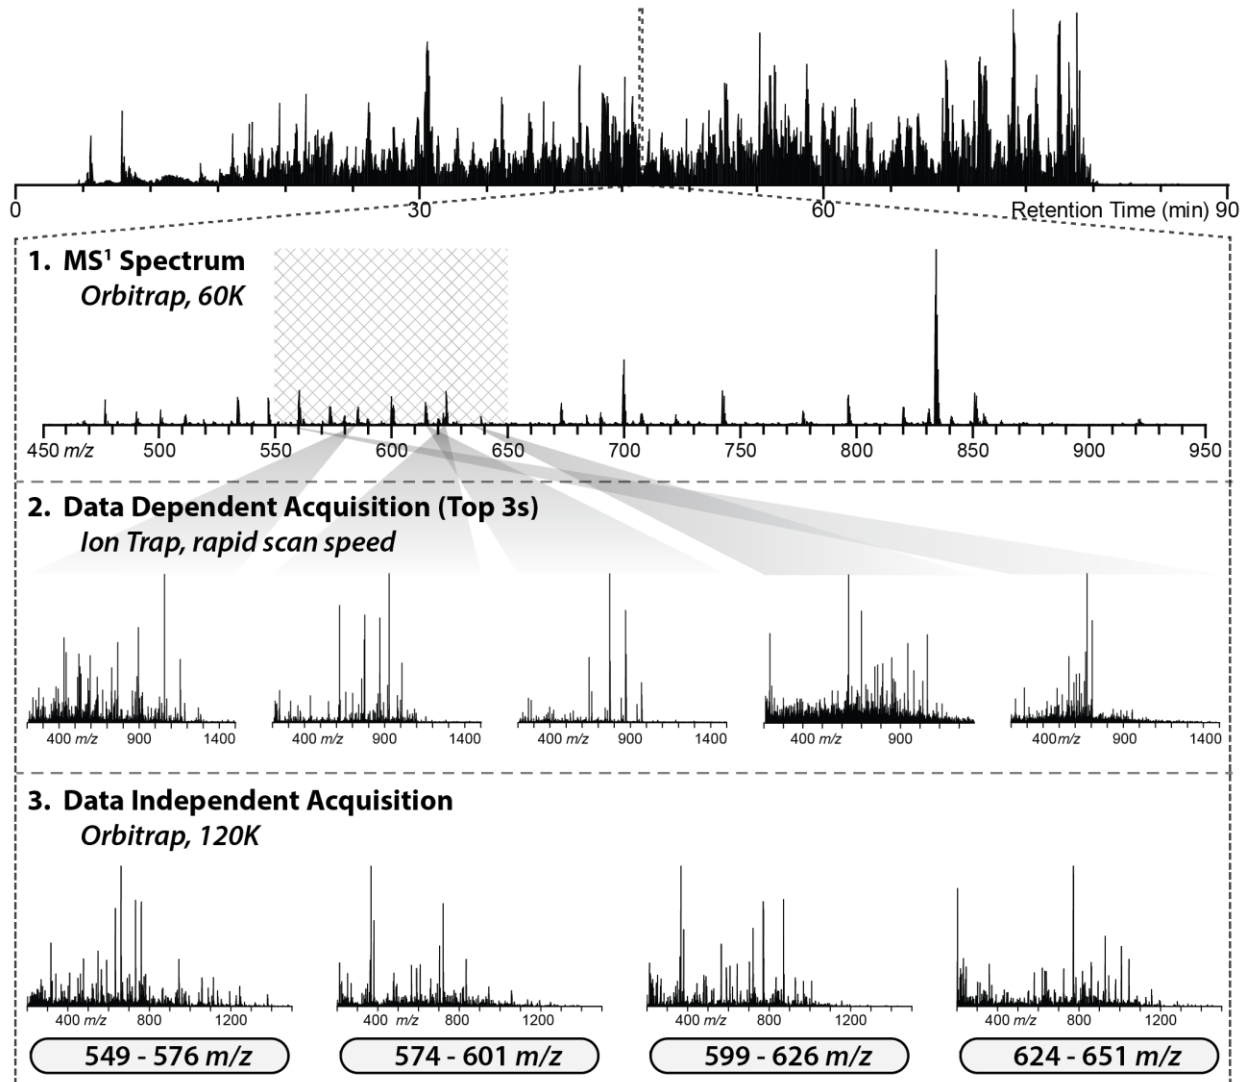 0 30 60 Retention Time (min) 90
1. MS¹ Spectrum
Orbitrap, 60K
450 m/z 500 550 600 650 700 750 800 850 900 950
2. Data Dependent Acquisition (Top 3s)
Ion Trap, rapid scan speed
400 m/z 900 1400 400 m/z 900 1400 400 m/z 900 1400 400 m/z 900 400 m/z 900 1400
3. Data Independent Acquisition
Orbitrap, 120K
400 m/z 800 1200 400 m/z 800 1200 400 m/z 800 1200 400 m/z 800 1200
549 - 576 m/z 574 - 601 m/z 599 - 626 m/z 624 - 651 m/z